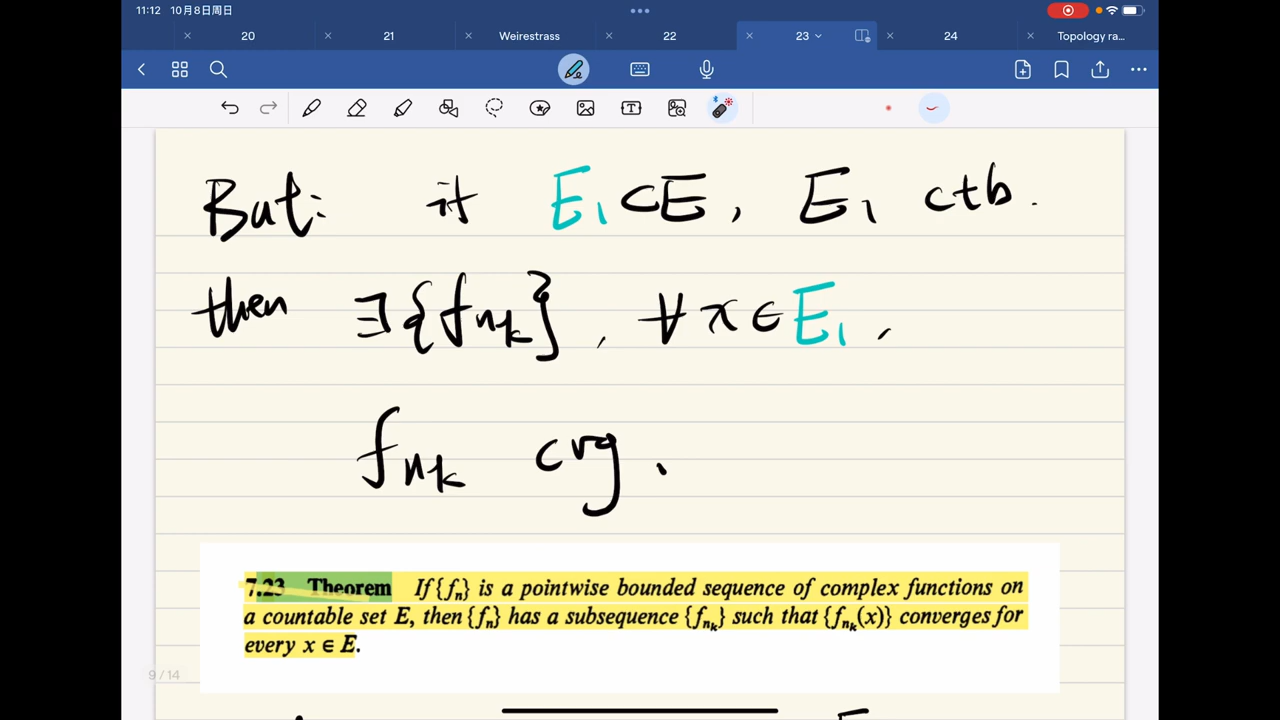 11:12 10月8日周日
20 21 Weirestrass 22 23 24 Topology ra...
But: if E₁⊂E, E₁ ctb.
then ∃{fₙₖ}, ∀x∈E₁,
fₙₖ cvg.
7.23 Theorem If {fₙ} is a pointwise bounded sequence of complex functions on
a countable set E, then {fₙ} has a subsequence {fₙₖ} such that {fₙₖ(x)} converges for
every x ∈ E.
9 / 14